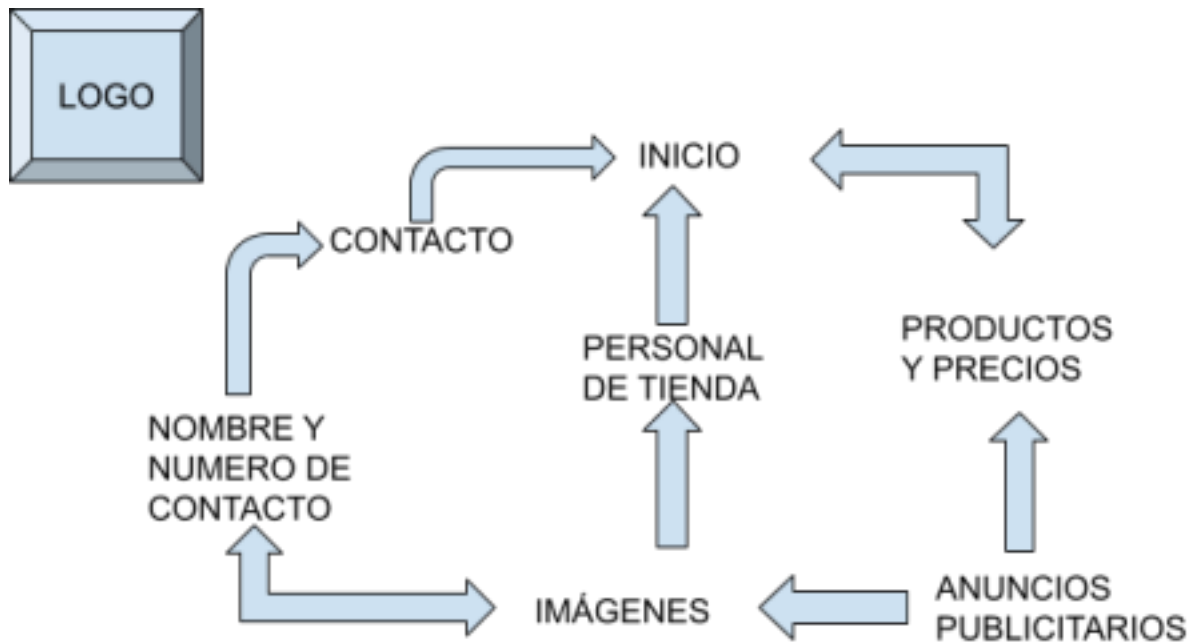 LOGO
INICIO
CONTACTO
PERSONAL
DE TIENDA
PRODUCTOS
Y PRECIOS
NOMBRE Y
NUMERO DE
CONTACTO
IMÁGENES
ANUNCIOS
PUBLICITARIOS